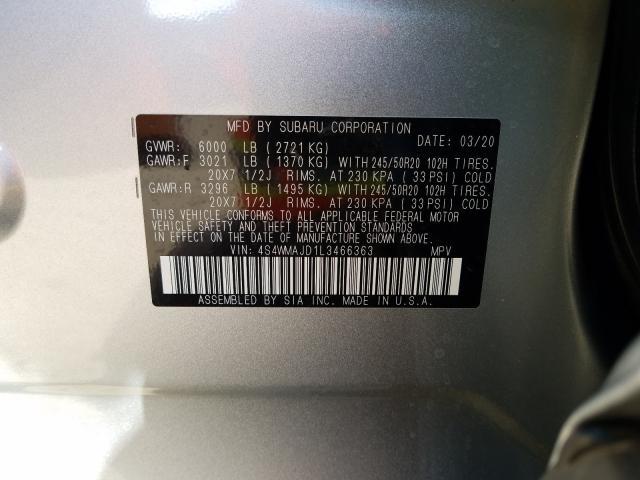 MFD BY SUBARU CORPORATION DATE: 03/20
GVWR: 6000 LB ( 2721 KG)
GAWR:F 3021 LB ( 1370 KG) WITH 245/50R20 102H TIRES.
20X7 1/2J RIMS. AT 230 KPA ( 33 PSI) COLD
GAWR:R 3296 LB ( 1495 KG) WITH 245/50R20 102H TIRES.
20X7 1/2J RIMS. AT 230 KPA ( 33 PSI) COLD
THIS VEHICLE CONFORMS TO ALL APPLICABLE FEDERAL MOTOR
VEHICLE SAFETY AND THEFT PREVENTION STANDARDS
IN EFFECT ON THE DATE OF MANUFACTURE SHOWN ABOVE.
VIN: 4S4WMAJD1L3466363 MPV
ASSEMBLED BY SIA INC. MADE IN U.S.A.